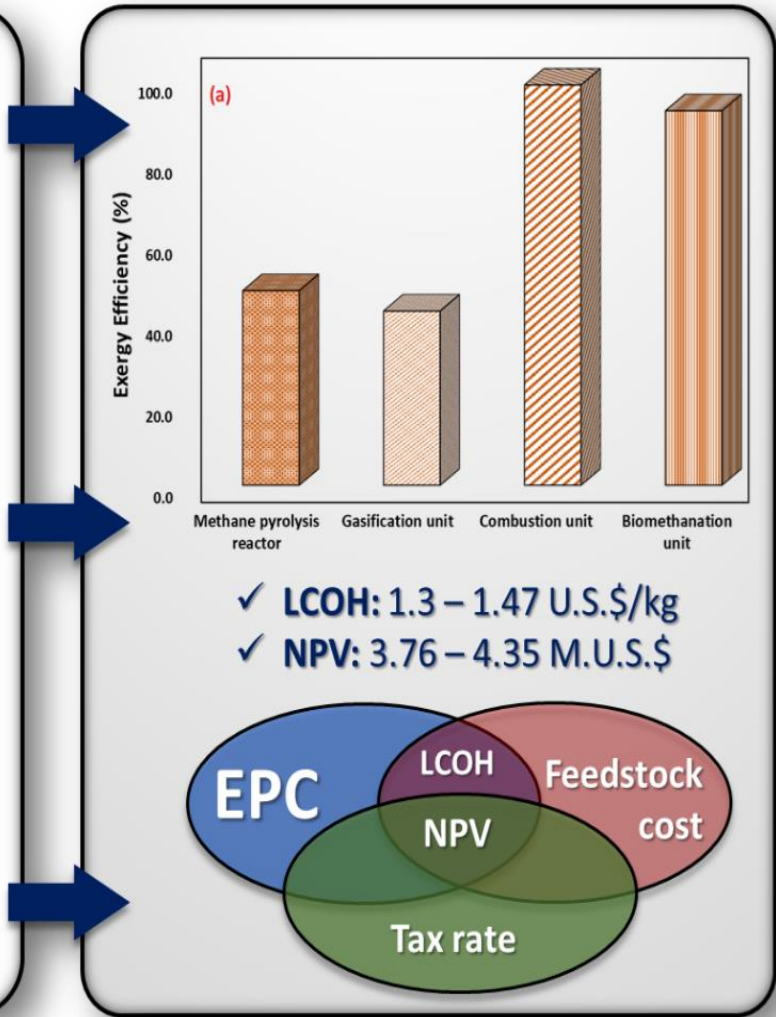 (a)
100.0
80.0
60.0
40.0
20.0
0.0
Exergy Efficiency (%)
Methane pyrolysis
reactor
Gasification unit
Combustion unit
Biomethanation
unit
✓ LCOH: 1.3 – 1.47 U.S.$/kg
✓ NPV: 3.76 – 4.35 M.U.S.$
EPC
LCOH
Feedstock
cost
NPV
Tax rate